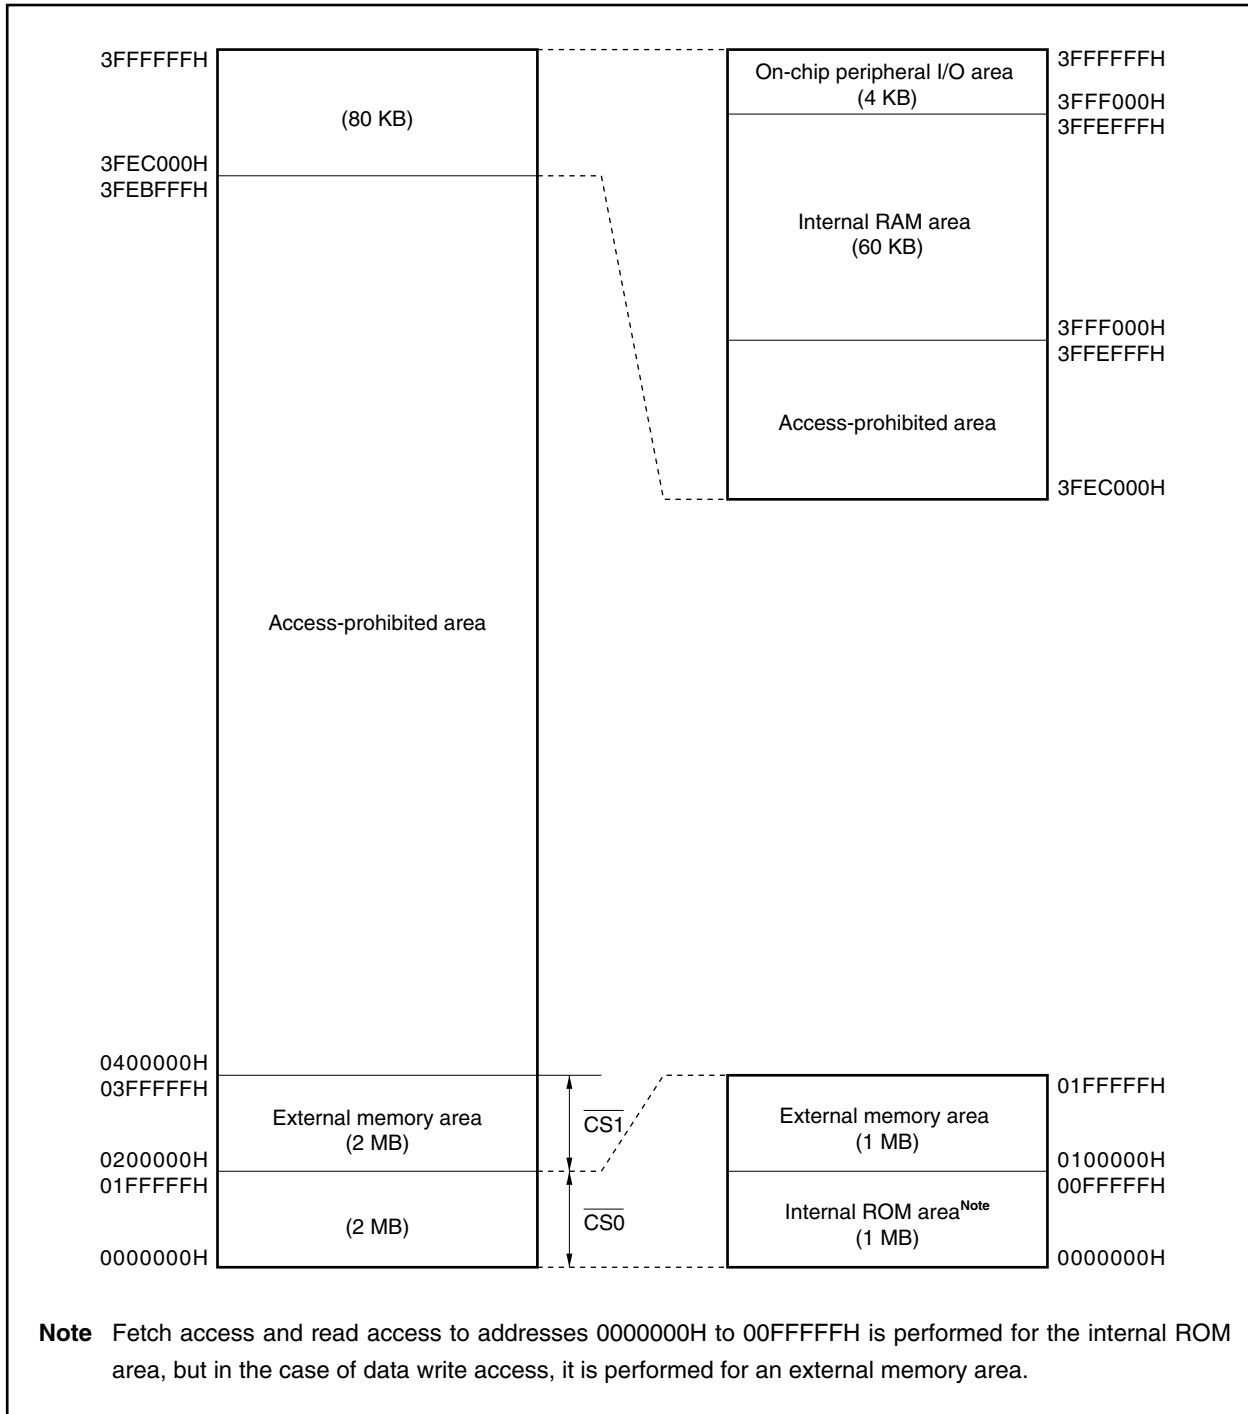 3FFFFFFH
(80 KB)
3FEC000H
3FEBFFFH
Access-prohibited area
0400000H
03FFFFFH
External memory area
(2 MB)
0200000H
01FFFFFH
(2 MB)
0000000H
CS1
CS0
On-chip peripheral I/O area
(4 KB)
3FFFFFFH
3FFF000H
3FFEFFFH
Internal RAM area
(60 KB)
3FFF000H
3FFEFFFH
Access-prohibited area
3FEC000H
External memory area
(1 MB)
01FFFFFH
0100000H
00FFFFFH
Internal ROM areaNote
(1 MB)
0000000H
Note Fetch access and read access to addresses 0000000H to 00FFFFFH is performed for the internal ROM
area, but in the case of data write access, it is performed for an external memory area.